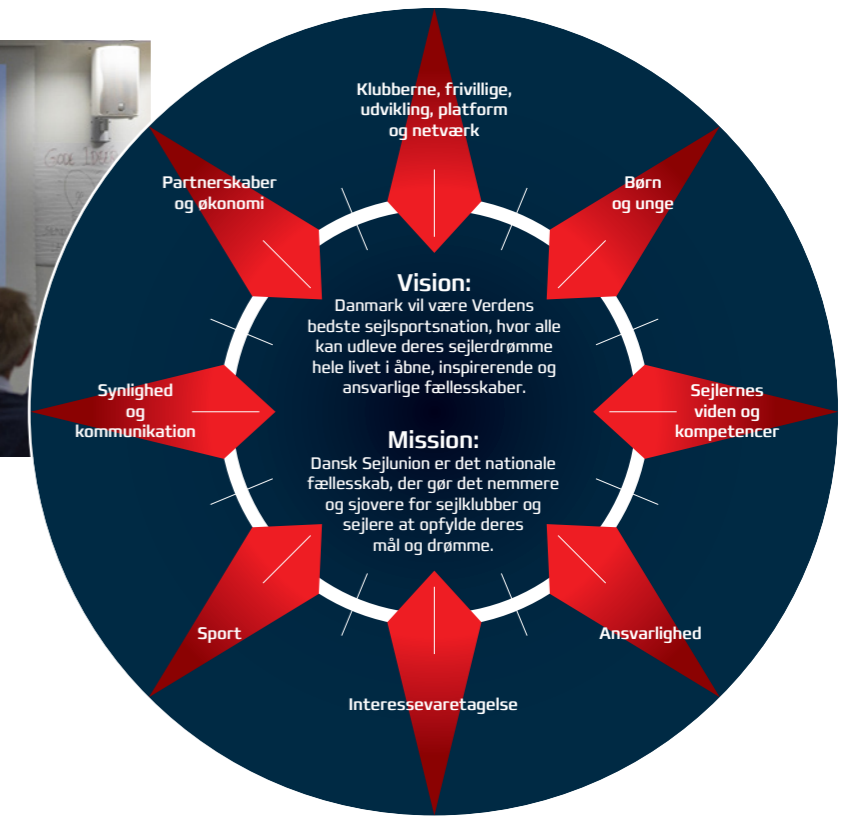 GODE IDEER
Klubberne, frivillige,
udvikling, platform
og netværk
Partnerskaber
og økonomi
Børn
og unge
Vision:
Danmark vil være Verdens
bedste sejlsportsnation, hvor alle
kan udleve deres sejlerdrømme
hele livet i åbne, inspirerende og
ansvarlige fællesskaber.
Synlighed
og
kommunikation
Sejlernes
viden og
kompetencer
Mission:
Dansk Sejlunion er det nationale
fællesskab, der gør det nemmere
og sjovere for sejlklubber og
sejlere at opfylde deres
mål og drømme.
Sport
Ansvarlighed
Interessevaretagelse